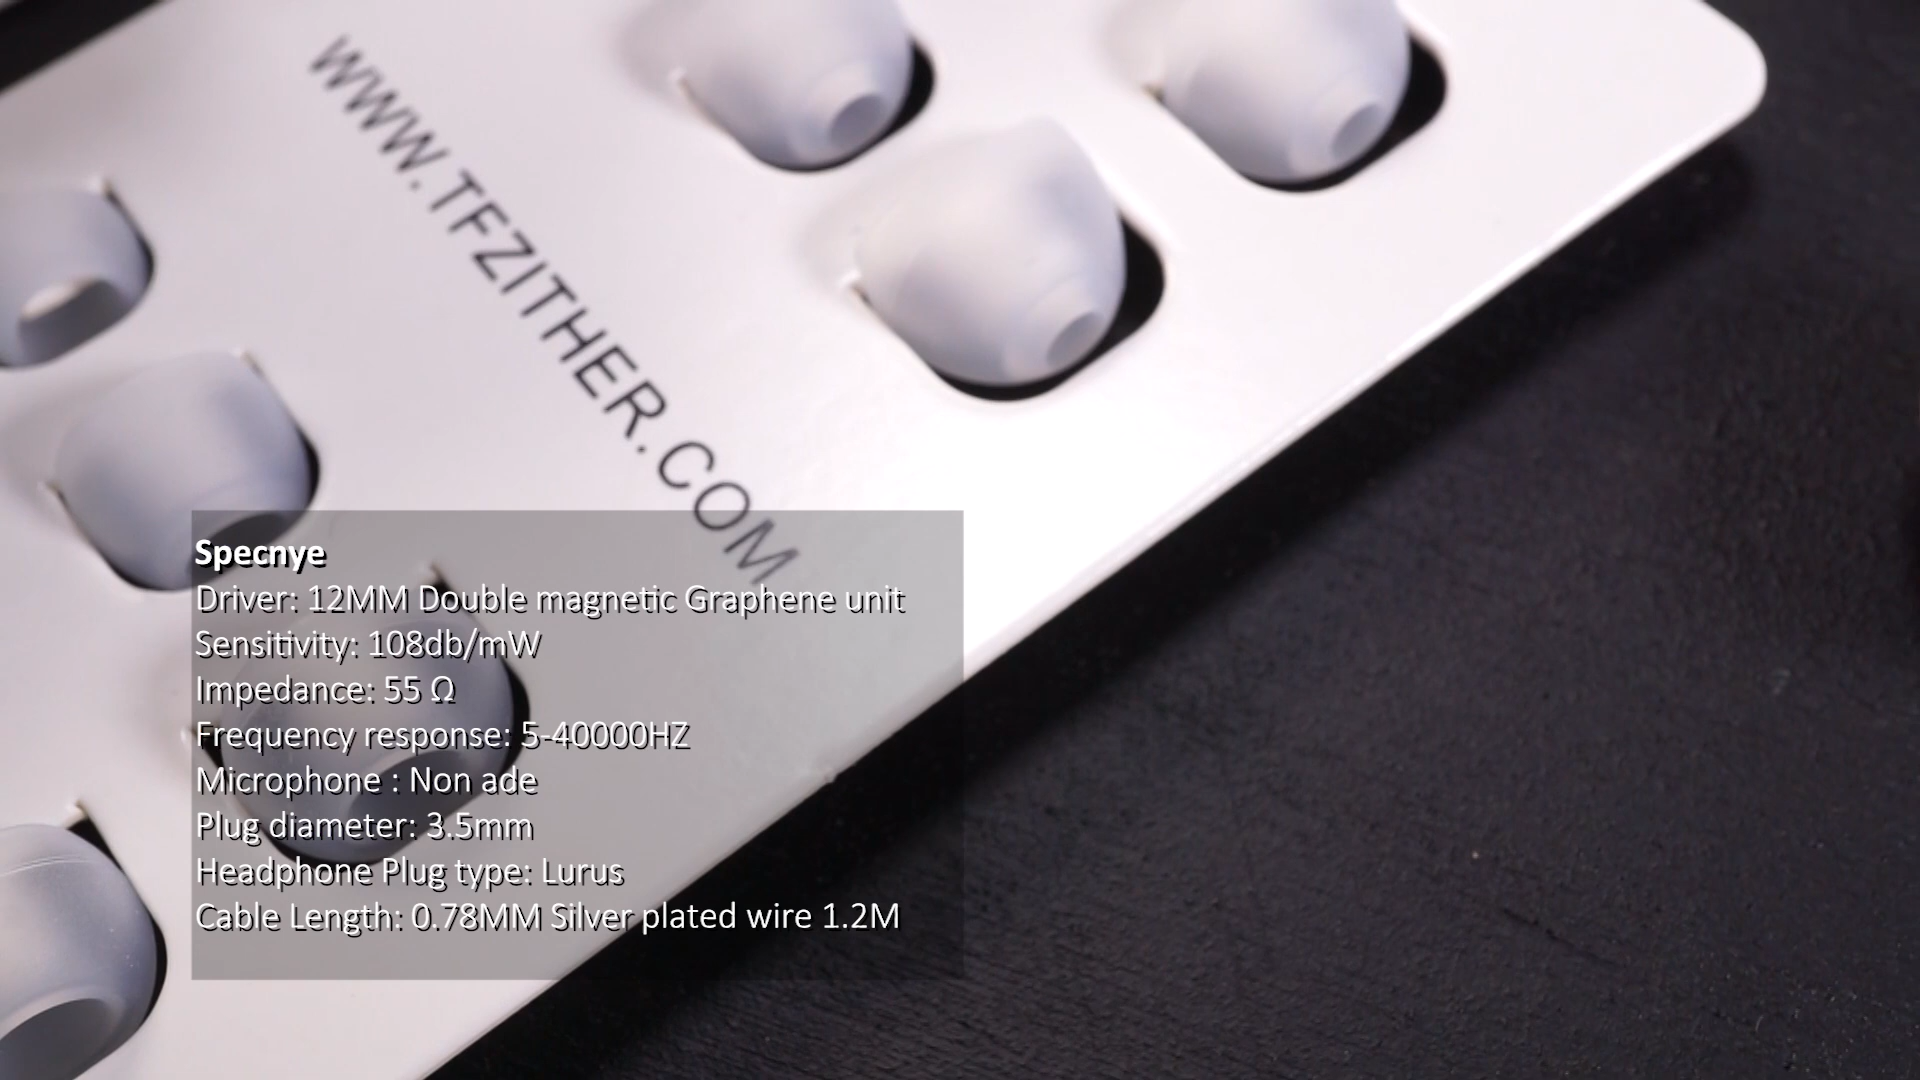 WWW.TFZITHER.COM
Specnye
Driver: 12MM Double magnetic Graphene unit
Sensitivity: 108db/mW
Impedance: 55 Ω
Frequency response: 5-40000HZ
Microphone : Non ade
Plug diameter: 3.5mm
Headphone Plug type: Lurus
Cable Length: 0.78MM Silver plated wire 1.2M